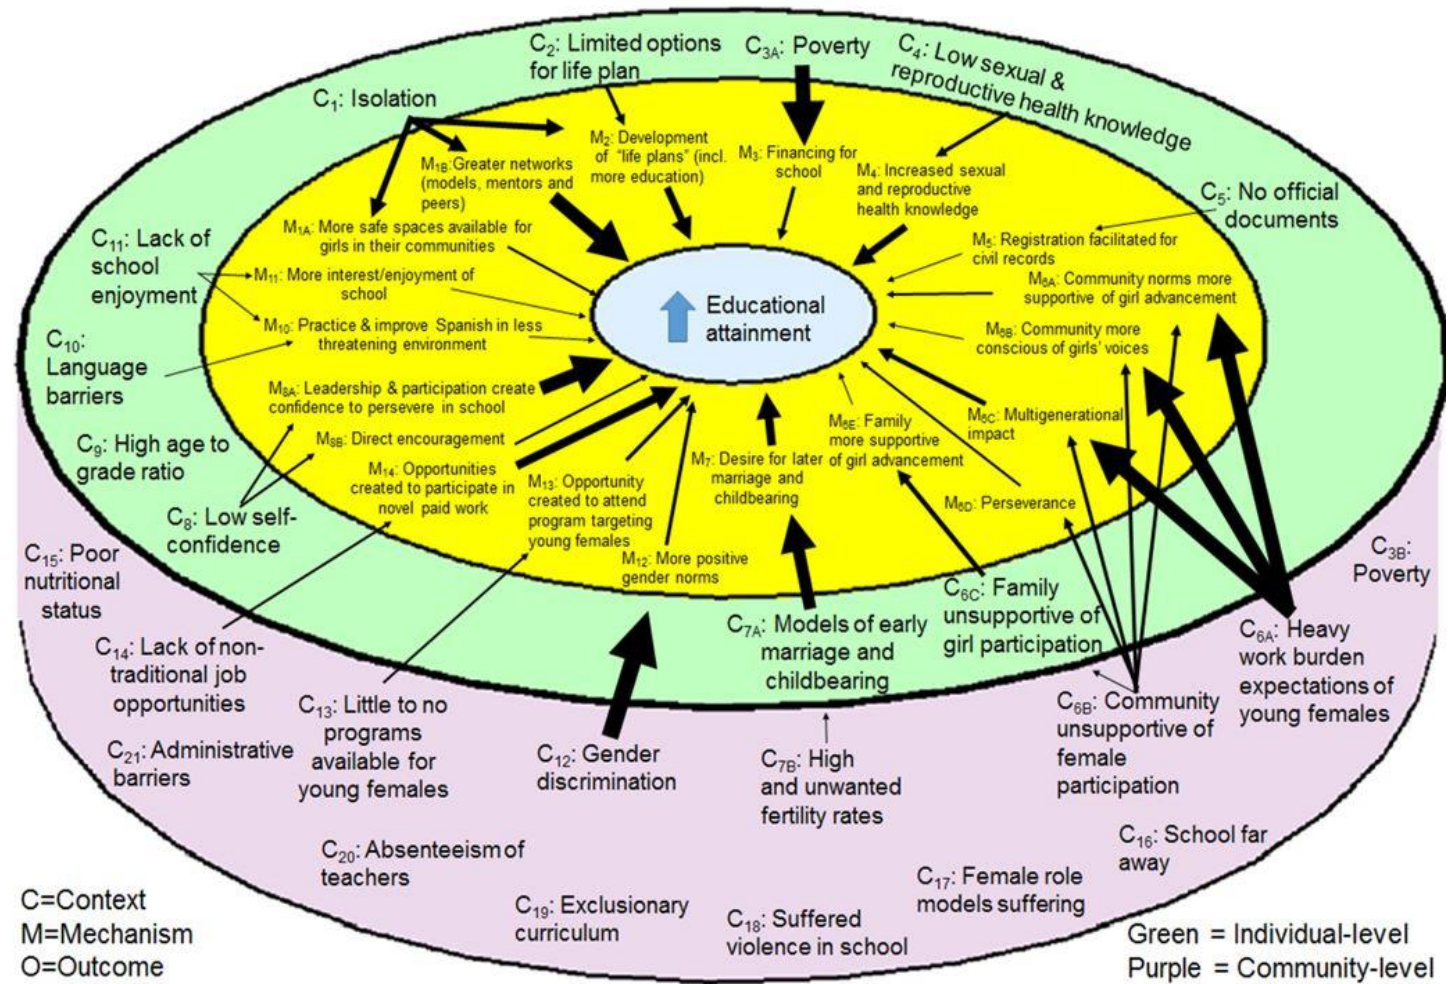 C2: Limited options
for life plan
C3A: Poverty
C4: Low sexual &
reproductive health knowledge
C1: Isolation
M2: Development
of "life plans" (incl.
more education)
M1B:Greater networks
(models, mentors and
peers)
M3: Financing for
school
M4: Increased sexual
and reproductive
health knowledge
C5: No official
documents
M1A: More safe spaces available for
girls in their communities
C11: Lack of
school
enjoyment
M5: Registration facilitated for
civil records
M11: More interest/enjoyment of
school
M6A: Community norms more
supportive of girl advancement
Educational
attainment
M10: Practice & improve Spanish in less
threatening environment
M6B: Community more
conscious of girls' voices
C10:
Language
barriers
M8A: Leadership & participation create
confidence to persevere in school
M6C: Multigenerational
impact
M6E: Family
more supportive
of girl advancement
C9: High age to
grade ratio
M8B: Direct encouragement
M14: Opportunities
created to participate in
novel paid work
M13: Opportunity
created to attend
program targeting
young females
M7: Desire for later
marriage and
childbearing
M6D: Perseverance
C8: Low self-
confidence
M12: More positive
gender norms
C15: Poor
nutritional
status
C3B:
Poverty
C6C: Family
unsupportive of
girl participation
C7A: Models of early
marriage and
childbearing
C6A: Heavy
work burden
expectations of
young females
C14: Lack of non-
traditional job
opportunities
C13: Little to no
programs
available for
young females
C6B: Community
unsupportive of
female
participation
C21: Administrative
barriers
C12: Gender
discrimination
C7B: High
and unwanted
fertility rates
C16: School far
away
C20: Absenteeism of
teachers
C17: Female role
models suffering
C19: Exclusionary
curriculum
C18: Suffered
violence in school
C=Context
M=Mechanism
O=Outcome
Green = Individual-level
Purple = Community-level